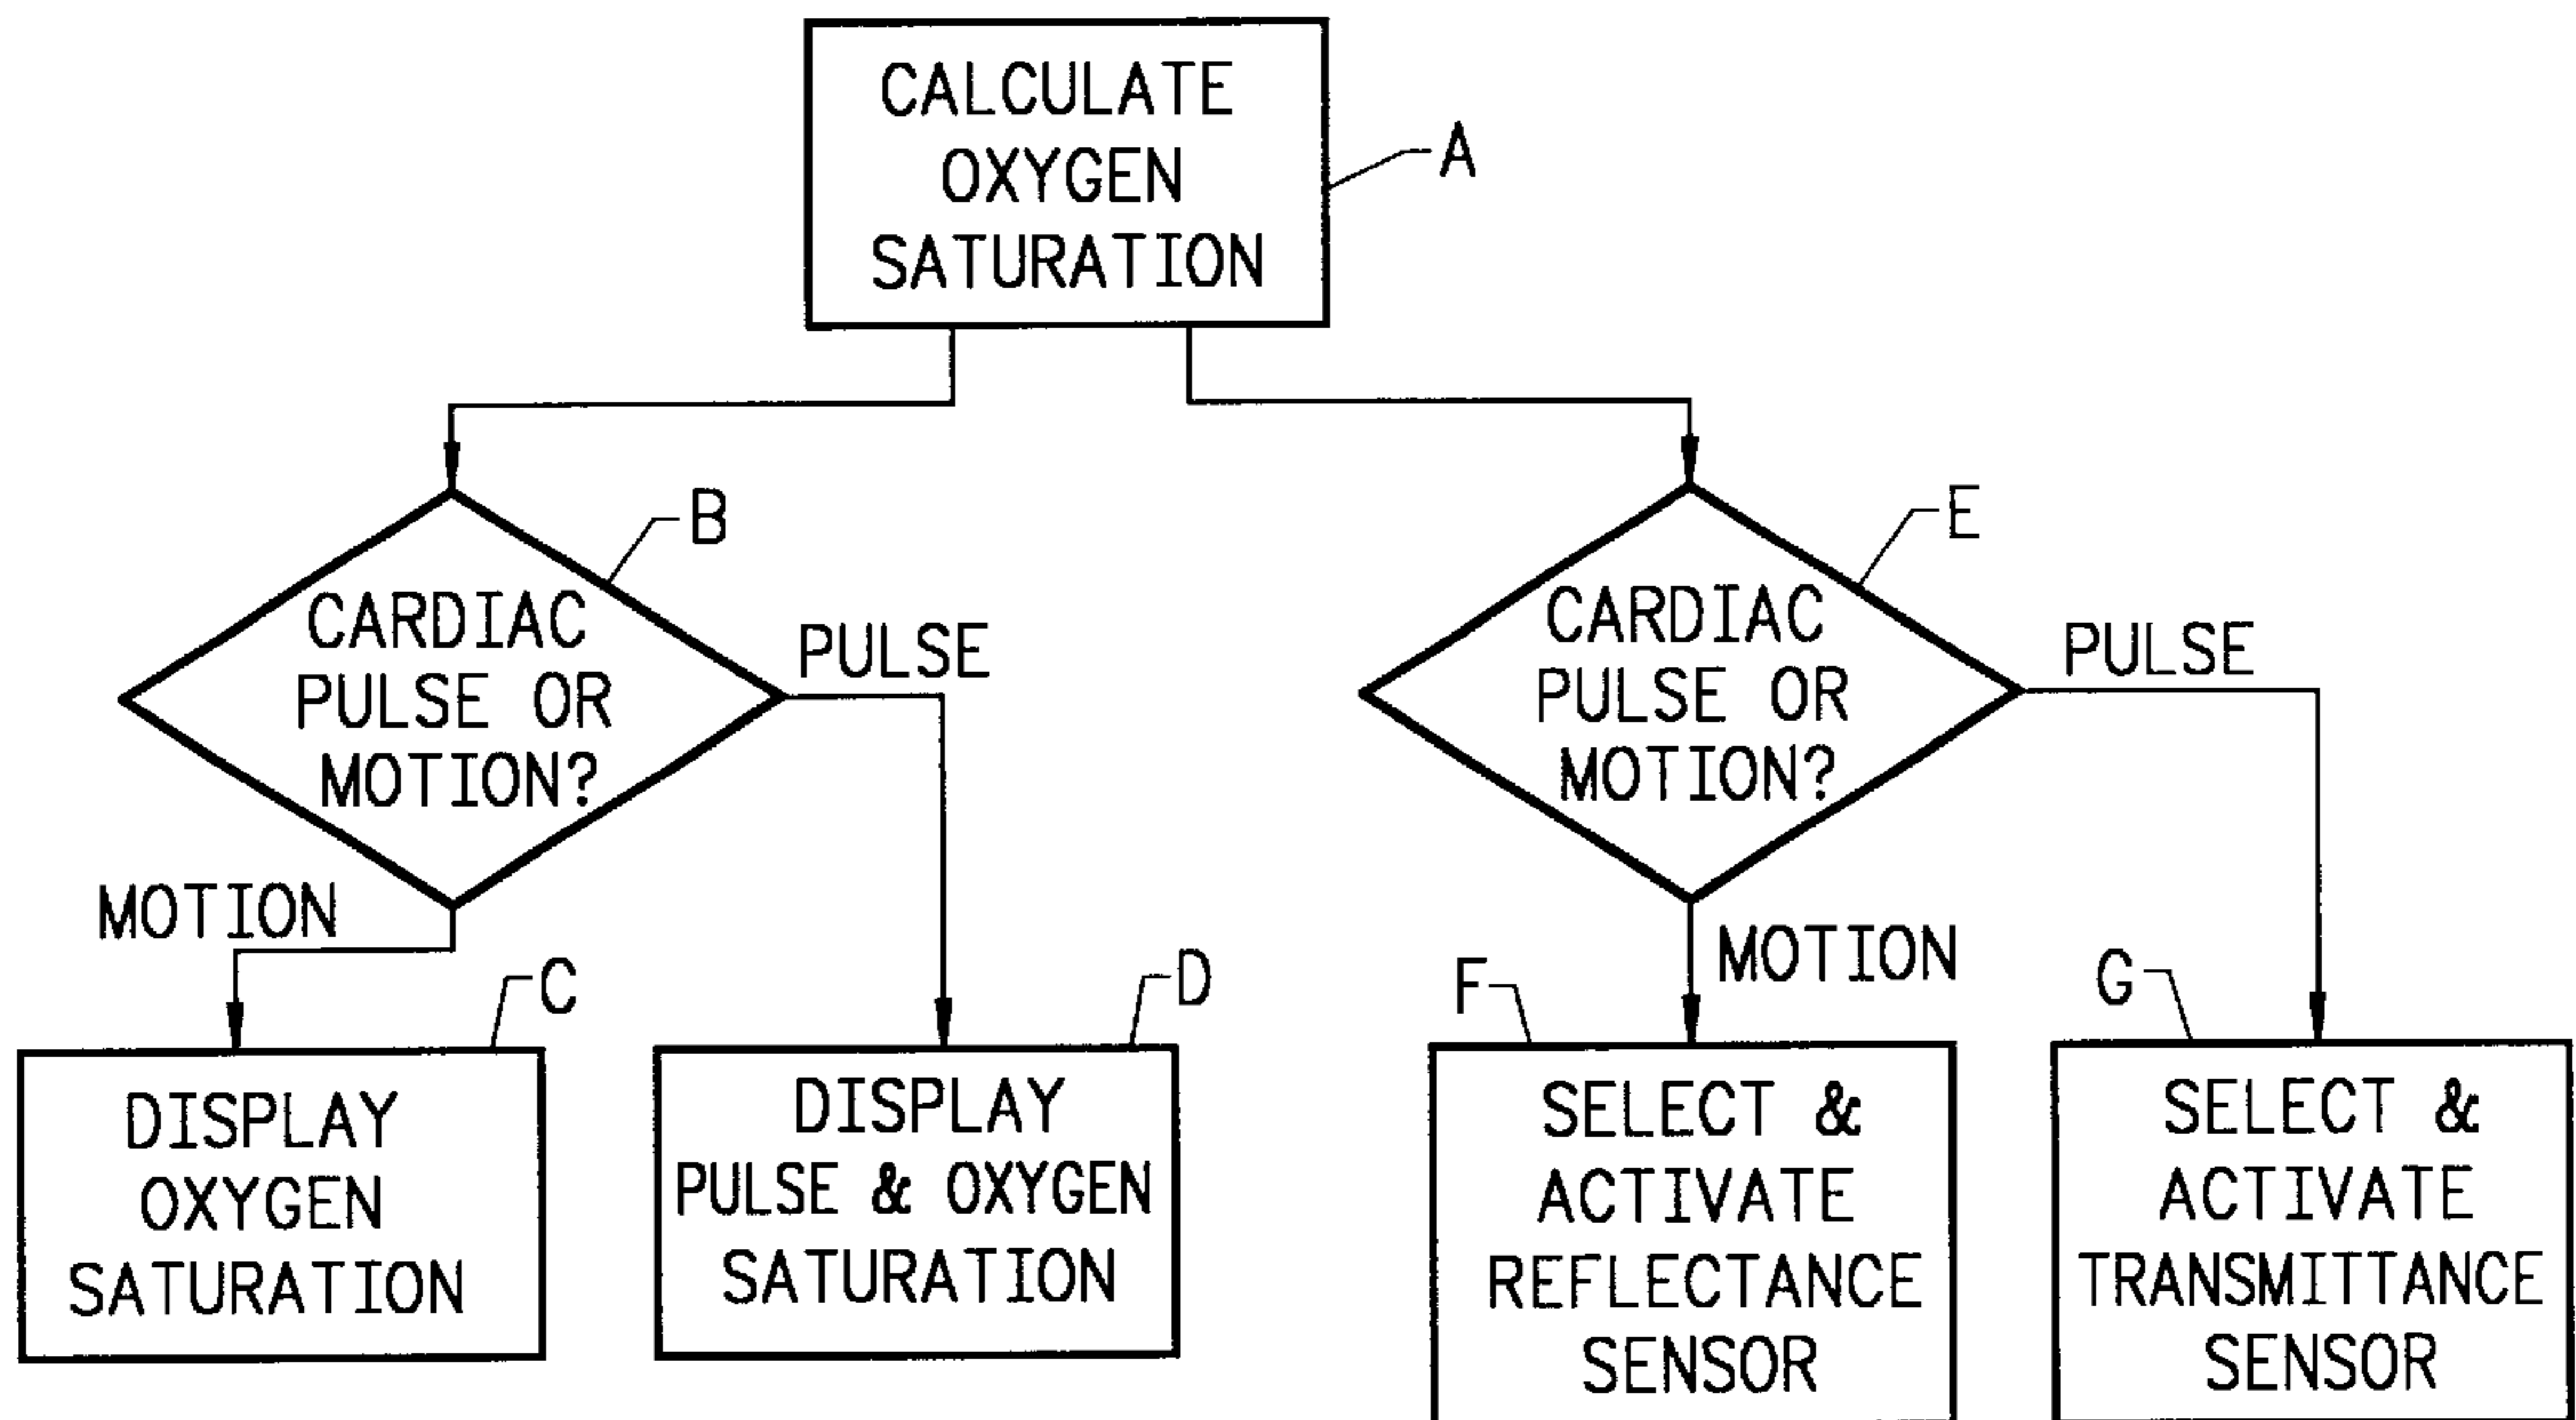 CALCULATE
OXYGEN
SATURATION
A
B
CARDIAC
PULSE OR
MOTION?
PULSE
MOTION
E
CARDIAC
PULSE OR
MOTION?
PULSE
MOTION
C
DISPLAY
OXYGEN
SATURATION
D
DISPLAY
PULSE & OXYGEN
SATURATION
F
SELECT &
ACTIVATE
REFLECTANCE
SENSOR
G
SELECT &
ACTIVATE
TRANSMITTANCE
SENSOR